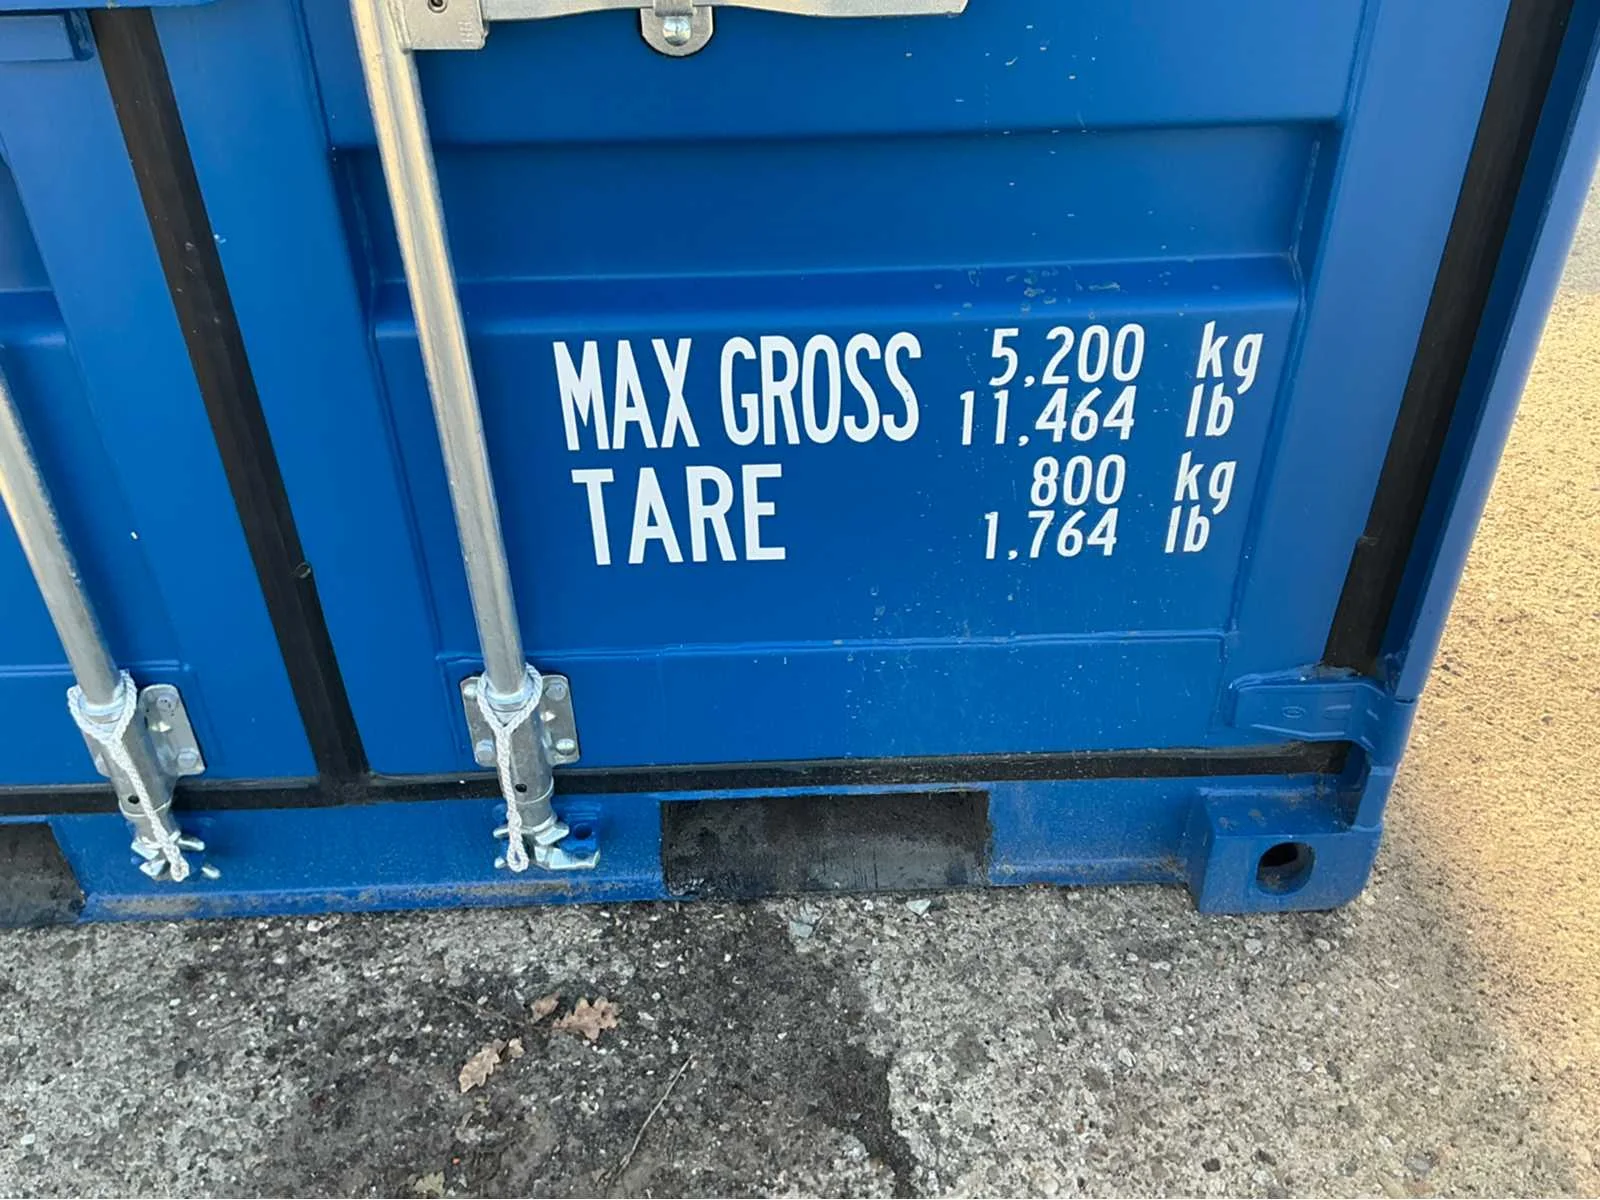 MAX GROSS 5,200 kg
11,464 lb
TARE 800 kg
1,764 lb